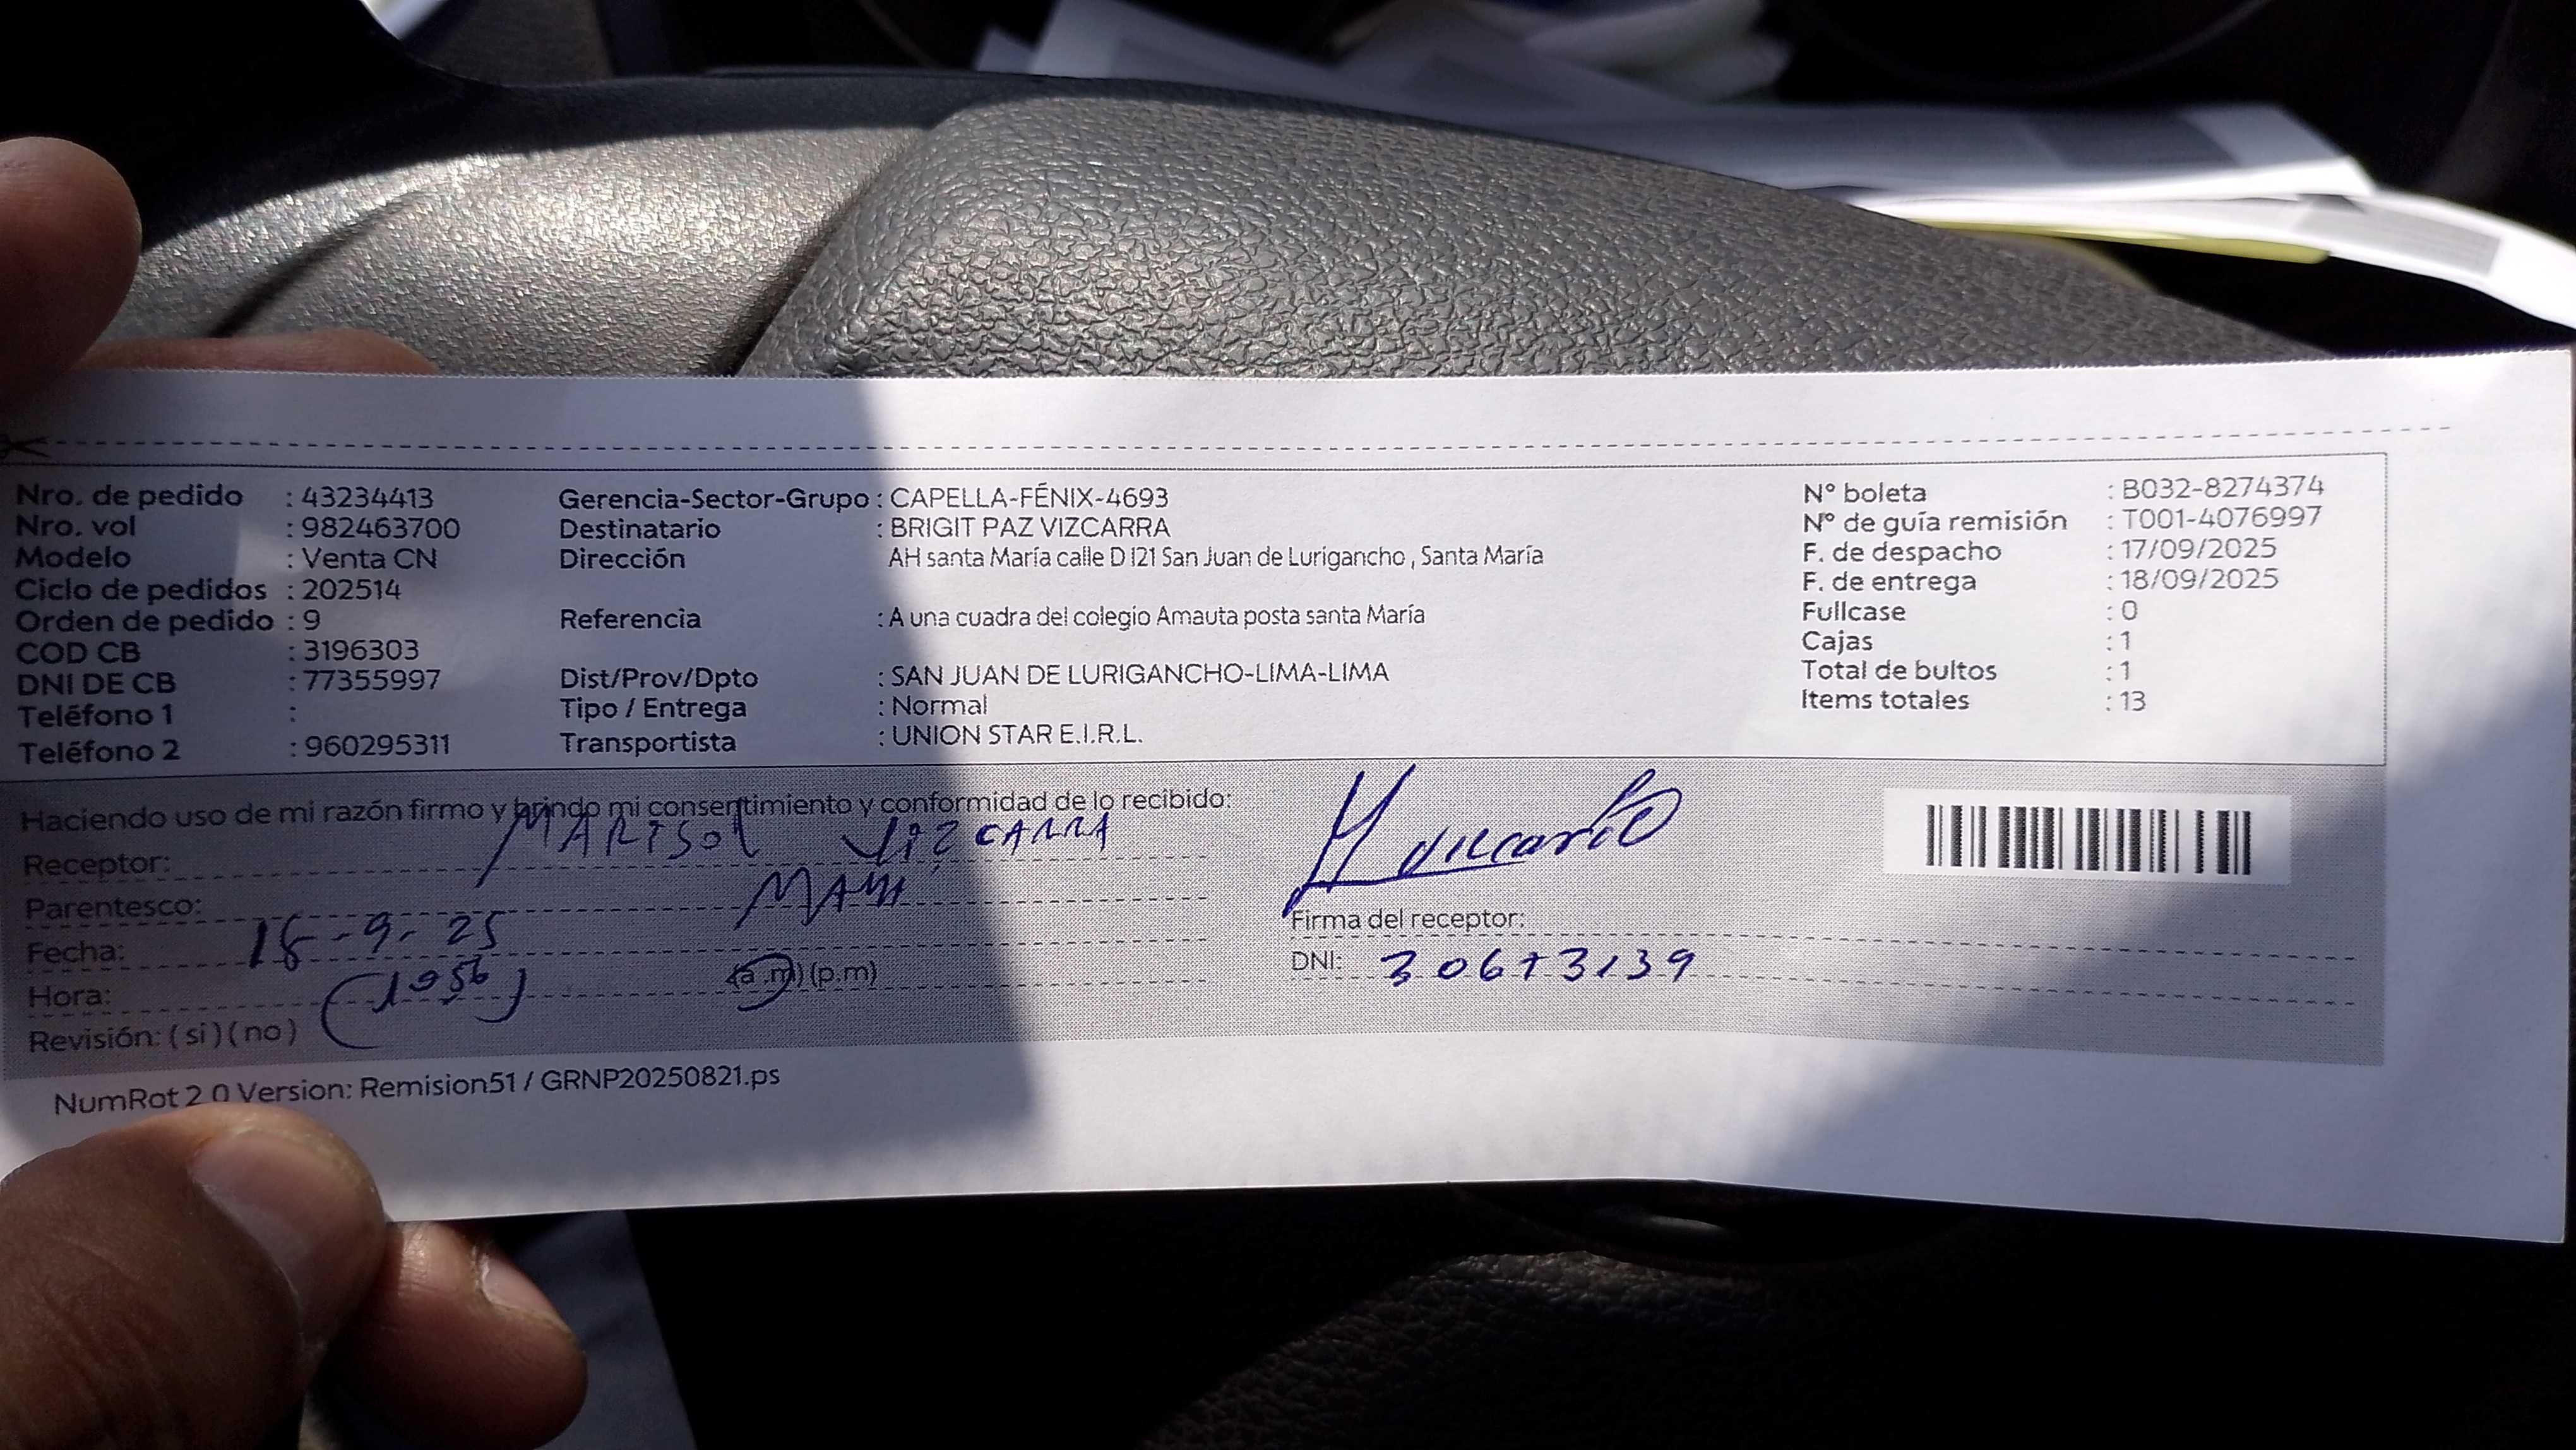 Nro. de pedido : 43234413
Nro. vol : 982463700
Modelo : Venta CN
Ciclo de pedidos : 202514
Orden de pedido : 9
COD CB : 3196303
DNI DE CB : 77355997
Teléfono 1 :
Teléfono 2 : 960295311
Gerencia-Sector-Grupo : CAPELLA-FÉNIX-4693
Destinatario : BRIGIT PAZ VIZCARRA
Dirección AH santa María calle D l21 San Juan de Lurigancho , Santa María
Referencia : A una cuadra del colegio Amauta posta santa María
Dist/Prov/Dpto : SAN JUAN DE LURIGANCHO-LIMA-LIMA
Tipo / Entrega : Normal
Transportista : UNION STAR E.I.R.L.
N° boleta : B032-8274374
N° de guía remisión : T001-4076997
F. de despacho : 17/09/2025
F. de entrega : 18/09/2025
Fullcase : 0
Cajas : 1
Total de bultos : 1
Items totales : 13
Haciendo uso de mi razón firmo y brindo mi consentimiento y conformidad de lo recibido:
Receptor: MARISOL VIZCARRA
Parentesco: MAMA
Fecha: 18-9-25
Hora: (1056) (a.m)(p.m)
Revisión: (si)(no)
Firma del receptor:
DNI: 30673139
NumRot 2.0 Version: Remision51 / GRNP20250821.ps